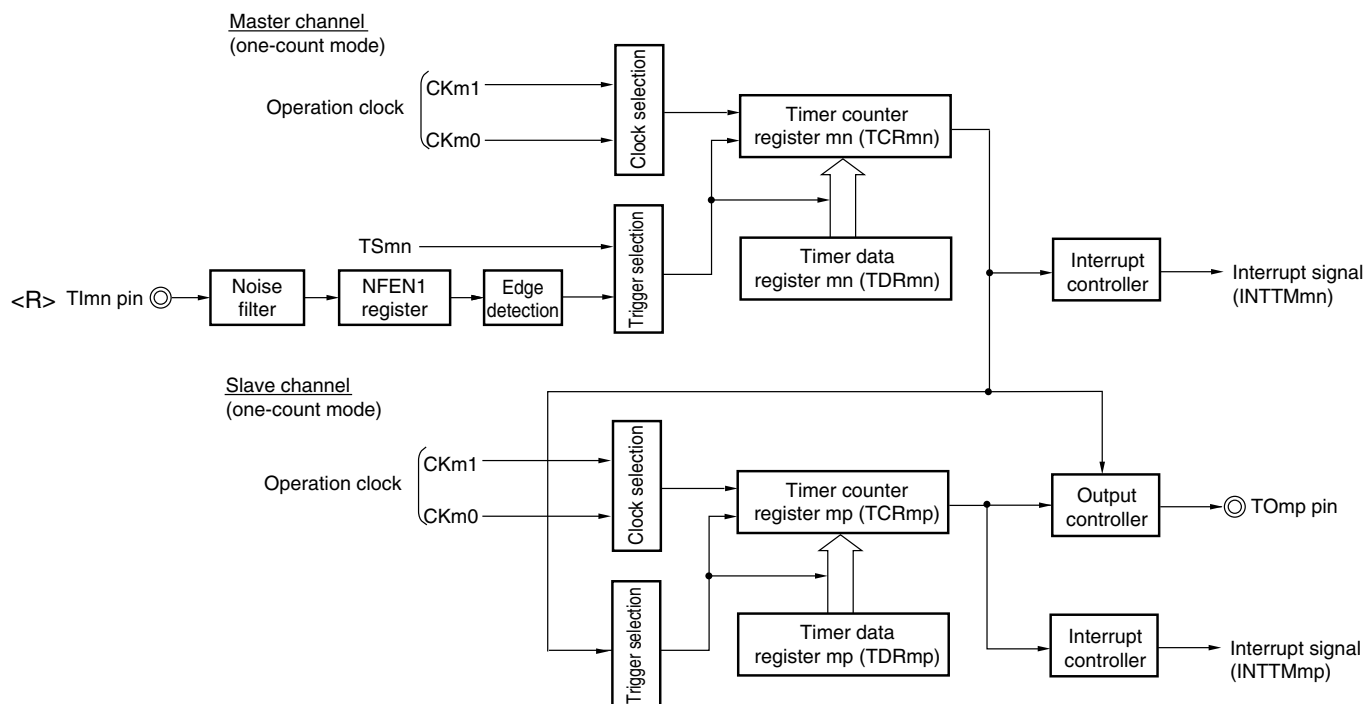 Master channel
(one-count mode)
Operation clock
CKm1
CKm0
Clock selection
Timer counter
register mn (TCRmn)
TSmn
Trigger selection
Timer data
register mn (TDRmn)
Interrupt
controller
Interrupt signal
(INTTMmn)
<R> TImn pin
Noise
filter
NFEN1
register
Edge
detection
Slave channel
(one-count mode)
Operation clock
CKm1
CKm0
Clock selection
Timer counter
register mp (TCRmp)
Output
controller
TOmp pin
Trigger selection
Timer data
register mp (TDRmp)
Interrupt
controller
Interrupt signal
(INTTMmp)